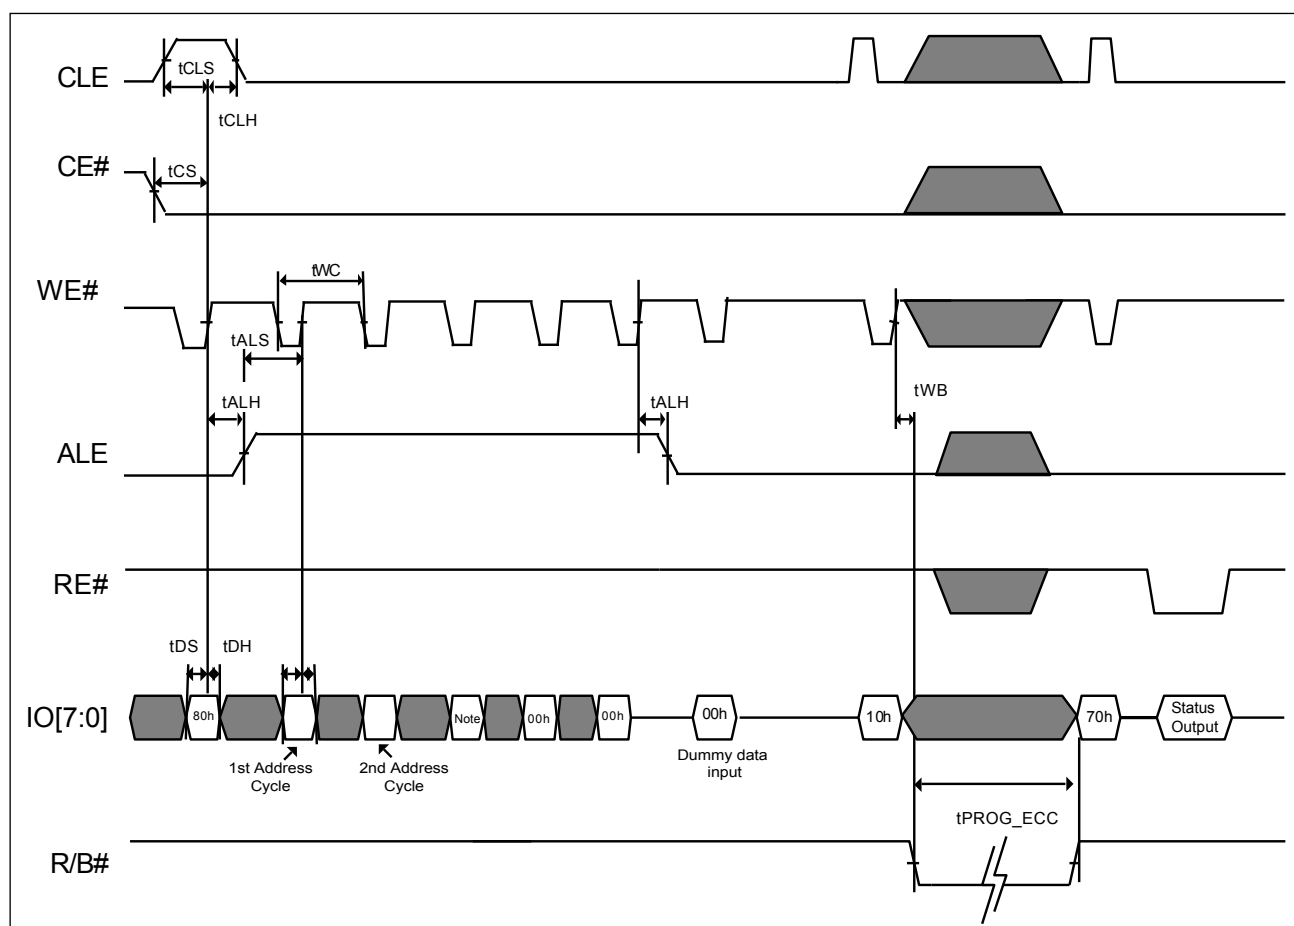 CLE
tCLS
tCLH
CE#
tCS
WE#
tWC
tALS
tWB
tALH
tALH
ALE
RE#
tDS
tDH
IO[7:0]
80h
Note
00h
00h
00h
10h
70h
Status
Output
1st Address
Cycle
2nd Address
Cycle
Dummy data
input
tPROG_ECC
R/B#